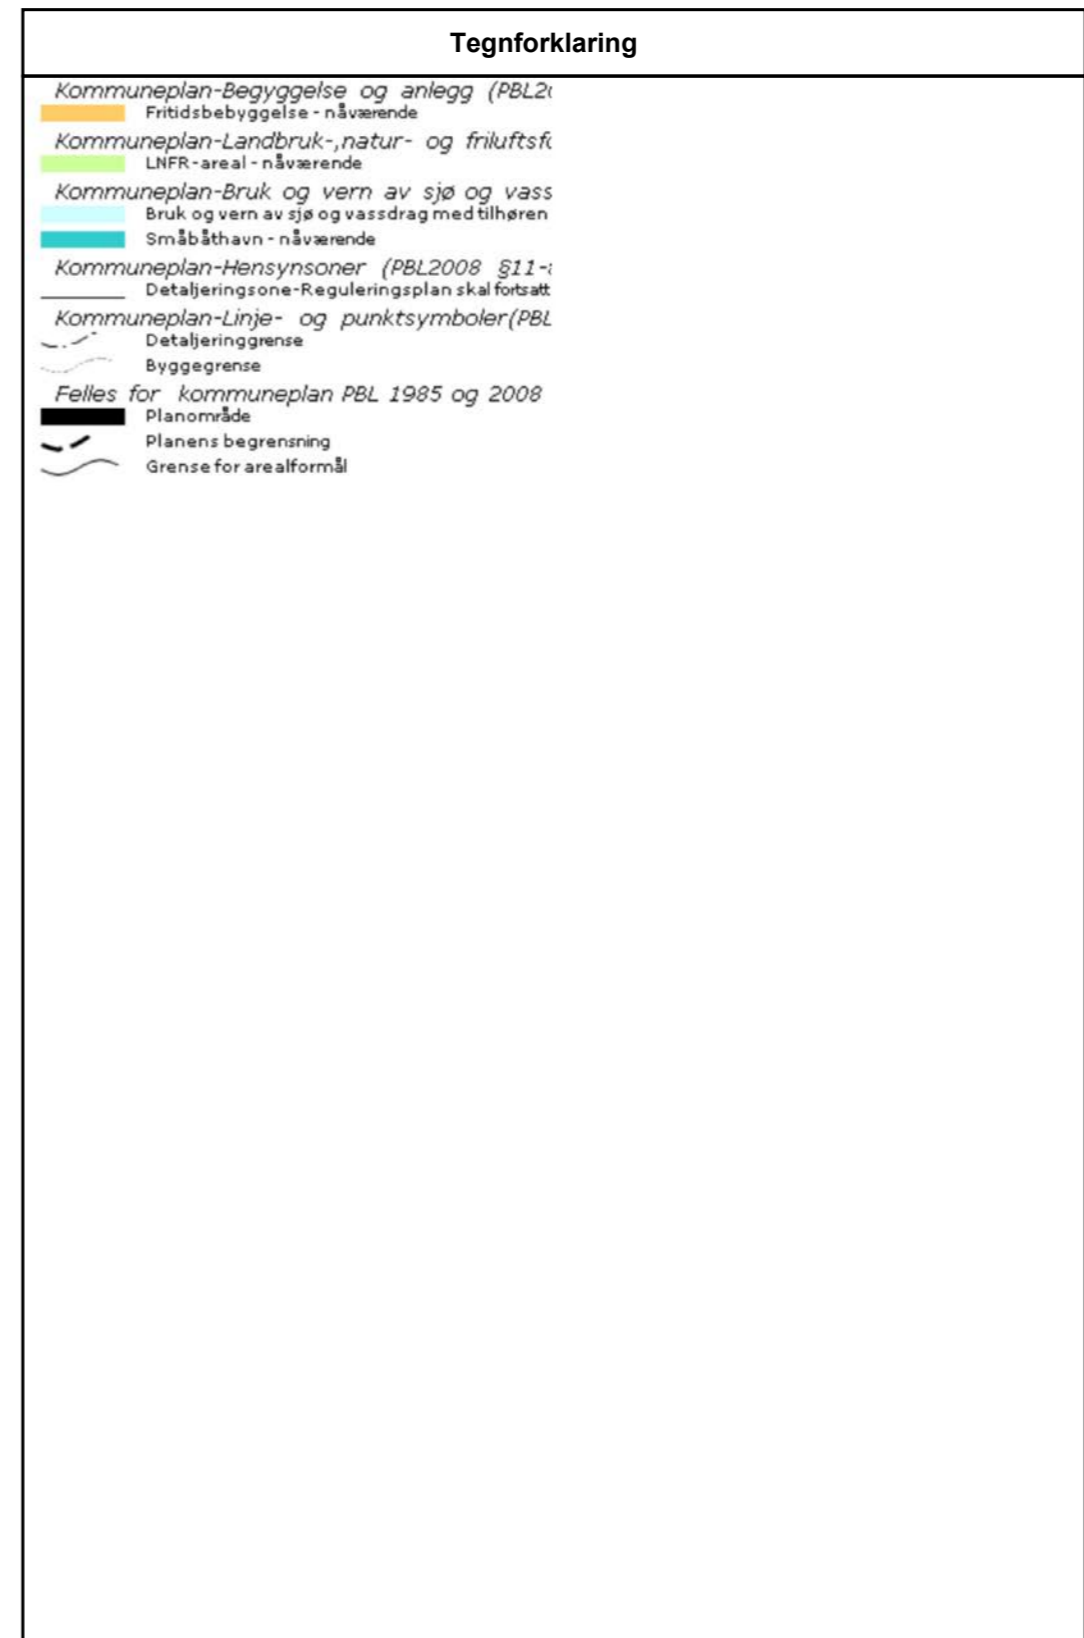 Tegnforklaring
Kommuneplan-Begyggelse og anlegg (PBL20
Fritidsbebyggelse - nåværende
Kommuneplan-Landbruk-,natur- og friluftsfo
LNFR-areal - nåværende
Kommuneplan-Bruk og vern av sjø og vass
Bruk og vern av sjø og vassdrag med tilhøren
Småbåthavn - nåværende
Kommuneplan-Hensynsoner (PBL2008 §11-
Detaljeringsone-Reguleringsplan skal fortsatt
Kommuneplan-Linje- og punktsymboler(PBL
Detaljeringgrense
Byggegrense
Felles for kommuneplan PBL 1985 og 2008
Planområde
Planens begrensning
Grense for arealformål